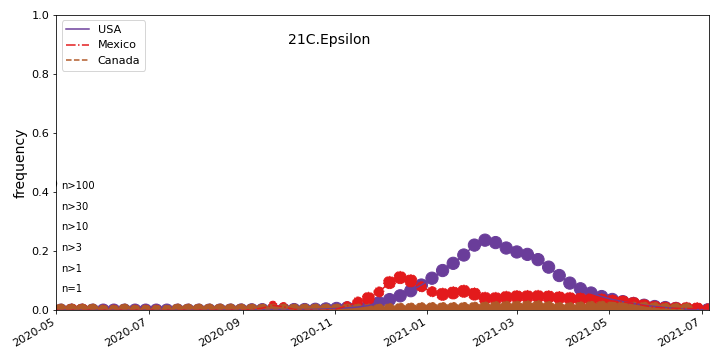 21C.Epsilon
USA
Mexico
Canada
frequency
1.0
0.8
0.6
0.4
0.2
0.0
n>100
n>30
n>10
n>3
n>1
n=1
2020-05
2020-07
2020-09
2020-11
2021-01
2021-03
2021-05
2021-07